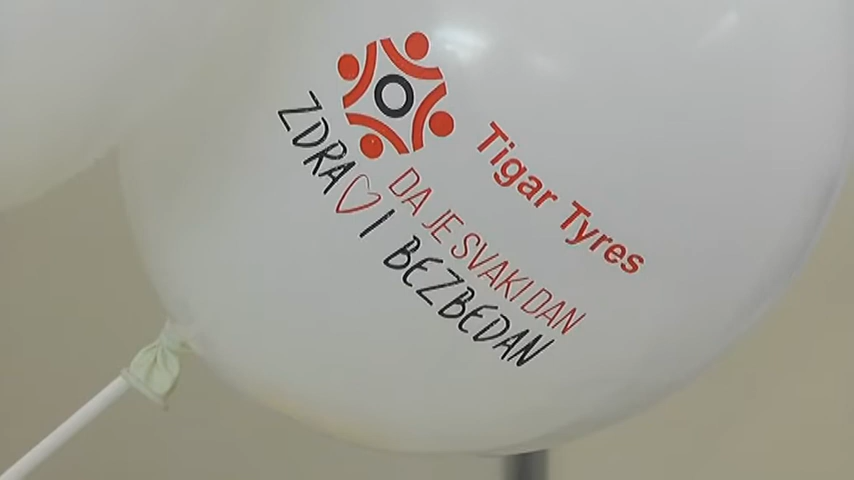 Tigar Tyres
DA JE SVAKI DAN
ZDRA♡ I BEZBEDAN